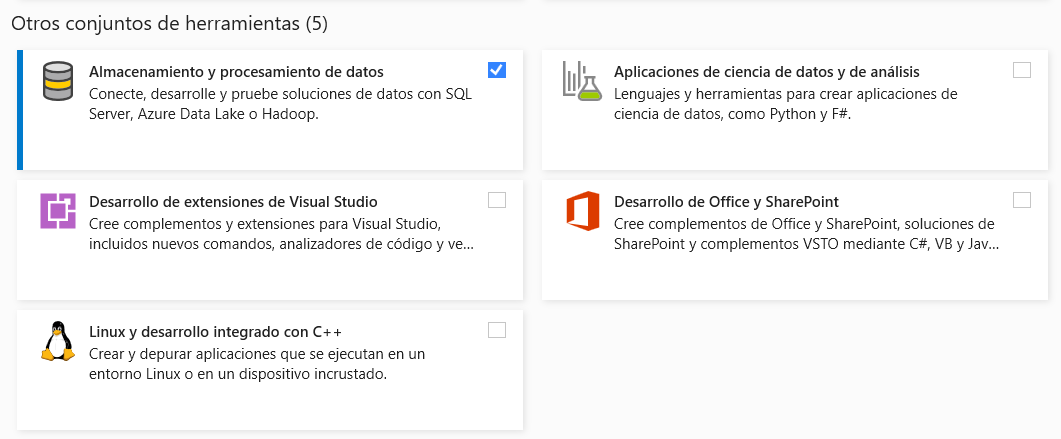 Otros conjuntos de herramientas (5)
Almacenamiento y procesamiento de datos
Conecte, desarrolle y pruebe soluciones de datos con SQL
Server, Azure Data Lake o Hadoop.
Aplicaciones de ciencia de datos y de análisis
Lenguajes y herramientas para crear aplicaciones de
ciencia de datos, como Python y F#.
Desarrollo de extensiones de Visual Studio
Cree complementos y extensiones para Visual Studio,
incluidos nuevos comandos, analizadores de código y ve...
Desarrollo de Office y SharePoint
Cree complementos de Office y SharePoint, soluciones de
SharePoint y complementos VSTO mediante C#, VB y Jav...
Linux y desarrollo integrado con C++
Crear y depurar aplicaciones que se ejecutan en un
entorno Linux o en un dispositivo incrustado.